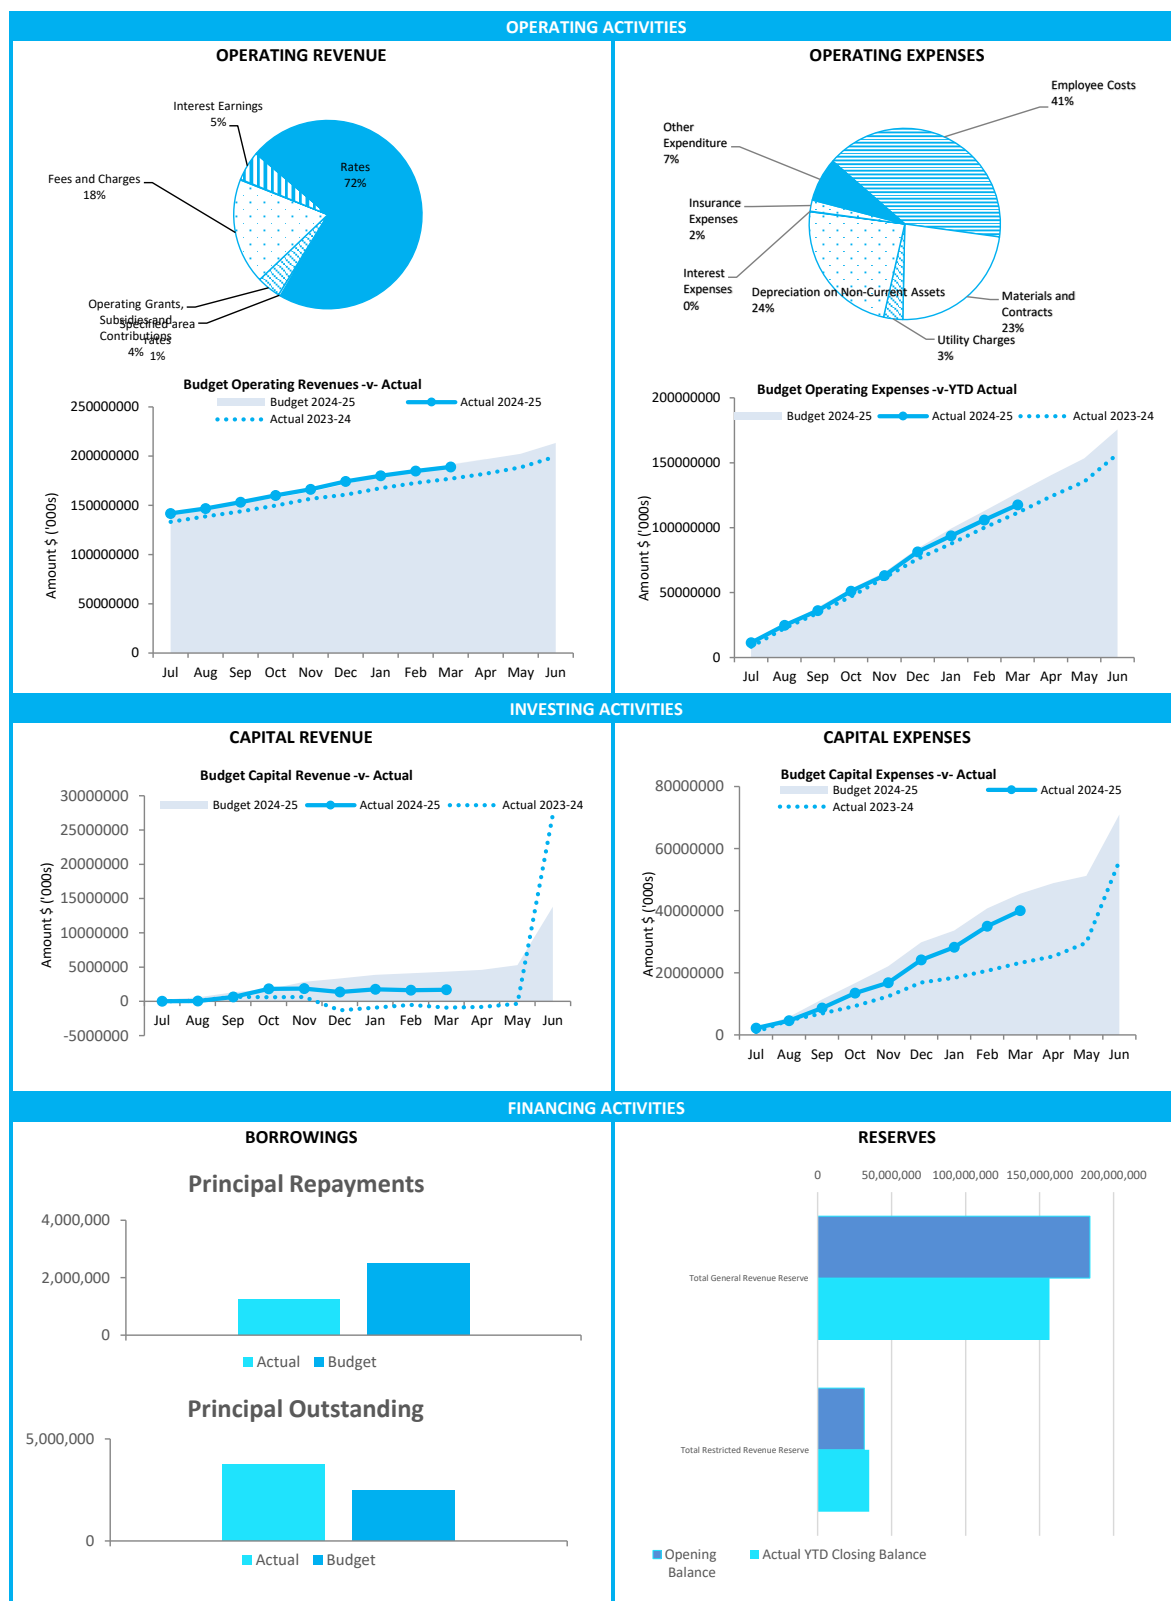 OPERATING ACTIVITIES
OPERATING REVENUE
Interest Earnings
5%
Rates
72%
Fees and Charges
18%
Operating Grants,
Subsidies and
Contributions
4%
Specified area
rates
1%
Budget Operating Revenues -v- Actual
Budget 2024-25
Actual 2024-25
Actual 2023-24
Amount $ ('000s)
250000000
200000000
150000000
100000000
50000000
0
Jul Aug Sep Oct Nov Dec Jan Feb Mar Apr May Jun
OPERATING EXPENSES
Employee Costs
41%
Other
Expenditure
7%
Insurance
Expenses
2%
Interest
Expenses
0%
Depreciation on Non-Current Assets
24%
Materials and
Contracts
23%
Utility Charges
3%
Budget Operating Expenses -v-YTD Actual
Budget 2024-25
Actual 2024-25
Actual 2023-24
Amount $ ('000s)
200000000
150000000
100000000
50000000
0
Jul Aug Sep Oct Nov Dec Jan Feb Mar Apr May Jun
INVESTING ACTIVITIES
CAPITAL REVENUE
Budget Capital Revenue -v- Actual
Budget 2024-25
Actual 2024-25
Actual 2023-24
Amount $ ('000s)
30000000
25000000
20000000
15000000
10000000
5000000
0
-5000000
Jul Aug Sep Oct Nov Dec Jan Feb Mar Apr May Jun
CAPITAL EXPENSES
Budget Capital Expenses -v- Actual
Budget 2024-25
Actual 2024-25
Actual 2023-24
Amount $ ('000s)
80000000
60000000
40000000
20000000
0
Jul Aug Sep Oct Nov Dec Jan Feb Mar Apr May Jun
FINANCING ACTIVITIES
BORROWINGS
Principal Repayments
4,000,000
2,000,000
0
Actual Budget
Principal Outstanding
5,000,000
0
Actual Budget
RESERVES
0 50,000,000 100,000,000 150,000,000 200,000,000
Total General Revenue Reserve
Total Restricted Revenue Reserve
Opening
Balance
Actual YTD Closing Balance